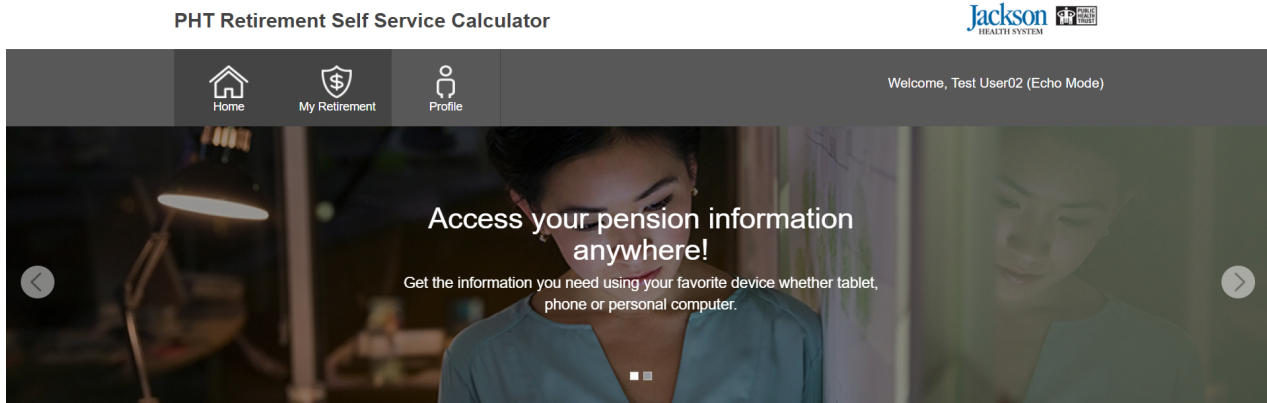 PHT Retirement Self Service Calculator
Jackson
HEALTH SYSTEM
PUBLIC
HEALTH
TRUST
Home
My Retirement
Profile
Welcome, Test User02 (Echo Mode)
Access your pension information
anywhere!
Get the information you need using your favorite device whether tablet,
phone or personal computer.